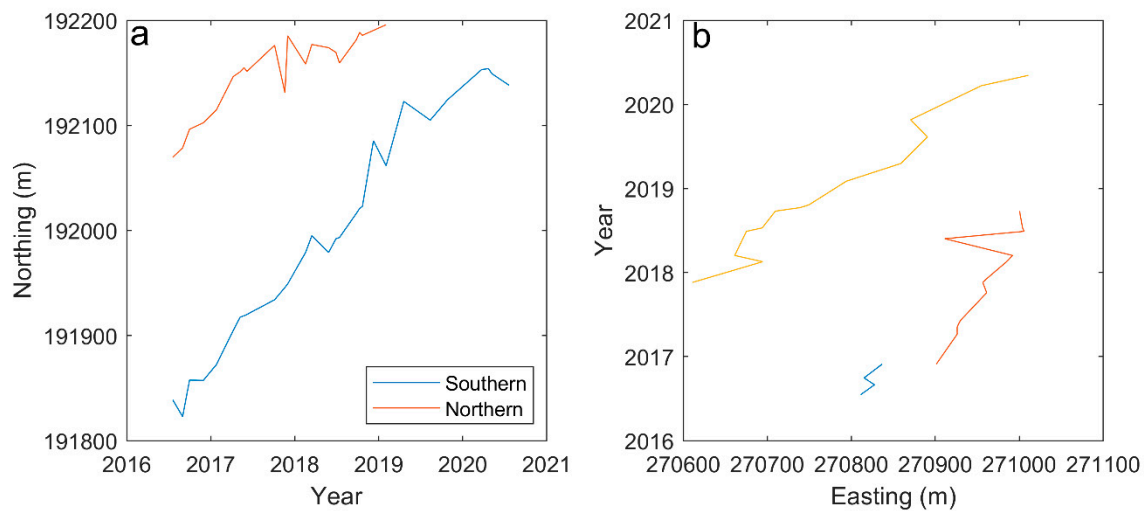 a
192200
192100
192000
191900
191800
Northing (m)
Southern
Northern
2016 2017 2018 2019 2020 2021
Year
b
2021
2020
2019
2018
2017
2016
Year
270600 270700 270800 270900 271000 271100
Easting (m)